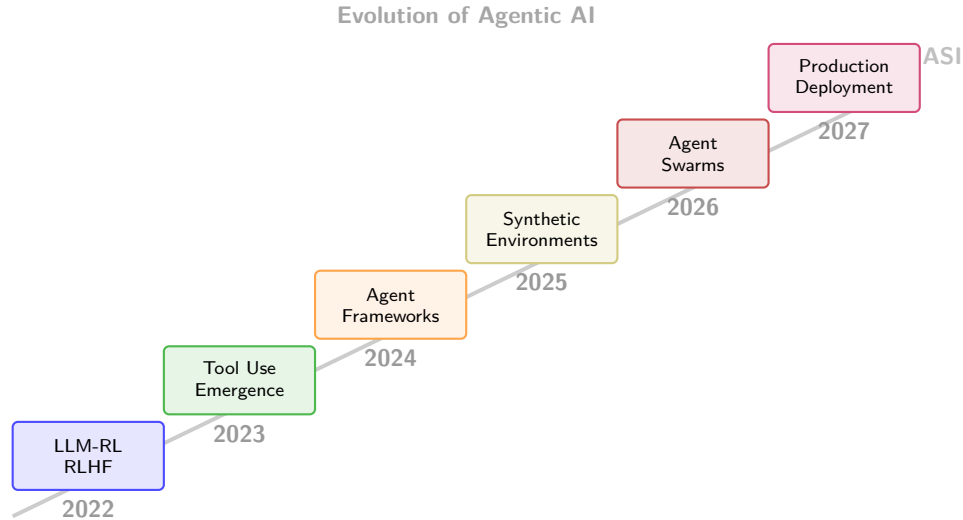 Evolution of Agentic AI
LLM-RL
RLHF
2022
Tool Use
Emergence
2023
Agent
Frameworks
2024
Synthetic
Environments
2025
Agent
Swarms
2026
Production
Deployment
2027
ASI